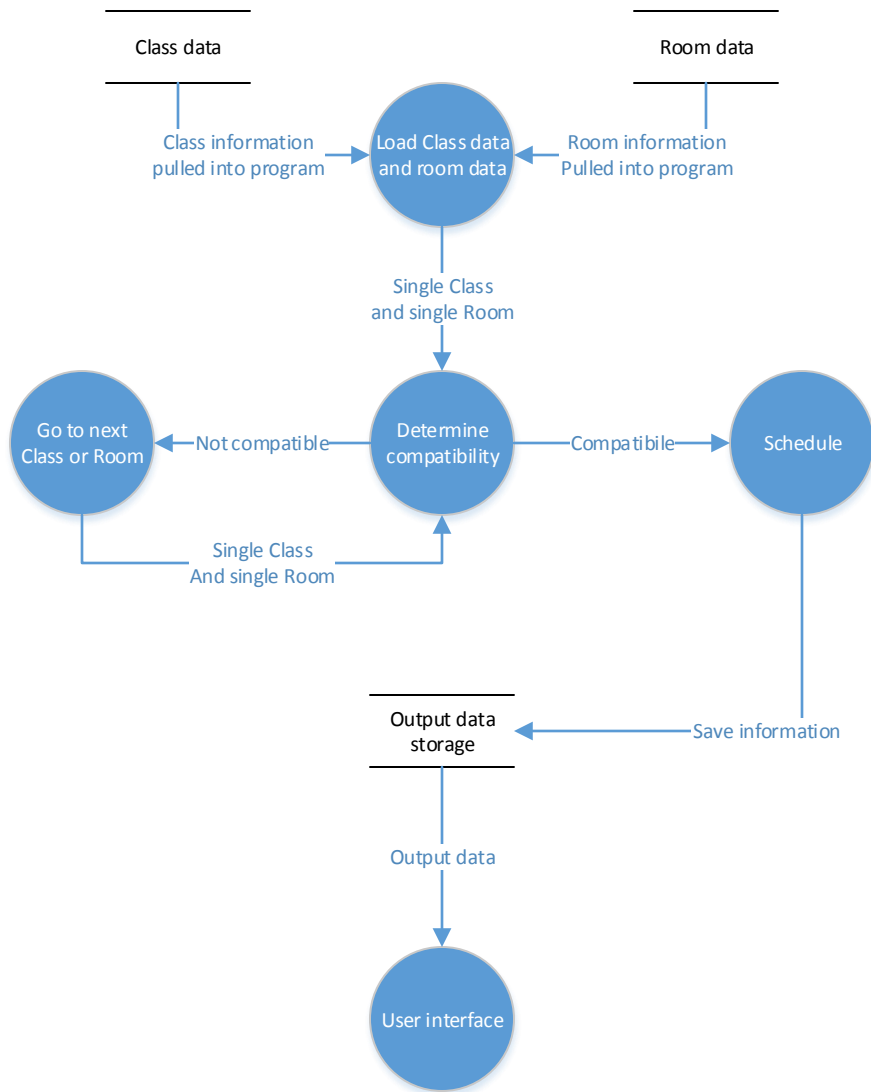 Class data
Room data
Class information
pulled into program
Load Class data
and room data
Room information
Pulled into program
Single Class
and single Room
Go to next
Class or Room
Not compatible
Determine
compatibility
Compatibile
Schedule
Single Class
And single Room
Output data
storage
Save information
Output data
User interface